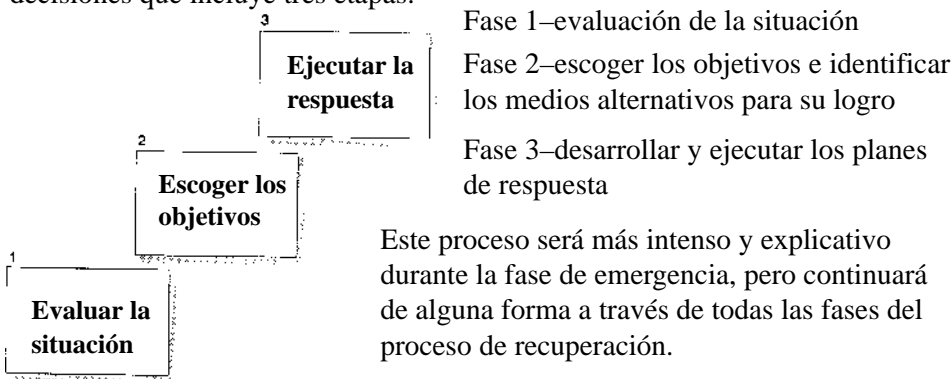 decisiones que incluye tres etapas:
3
Ejecutar la
respuesta
2
Escoger los
objetivos
1
Evaluar la
situación
Fase 1–evaluación de la situación
Fase 2–escoger los objetivos e identificar
los medios alternativos para su logro
Fase 3–desarrollar y ejecutar los planes
de respuesta
Este proceso será más intenso y explicativo
durante la fase de emergencia, pero continuará
de alguna forma a través de todas las fases del
proceso de recuperación.